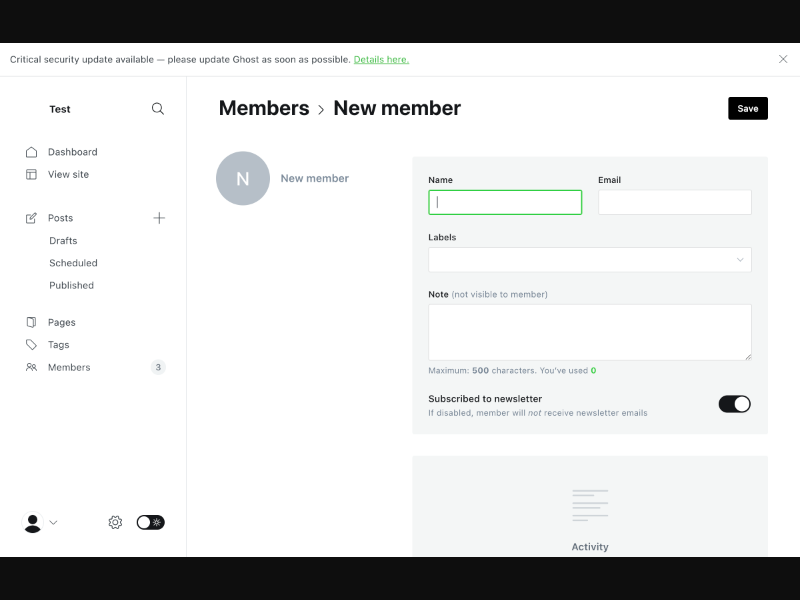 Critical security update available — please update Ghost as soon as possible. Details here.
Test
Dashboard
View site
Posts
Drafts
Scheduled
Published
Pages
Tags
Members 3
Members > New member
Save
N New member
Name Email
Labels
Note (not visible to member)
Maximum: 500 characters. You've used 0
Subscribed to newsletter
If disabled, member will not receive newsletter emails
Activity